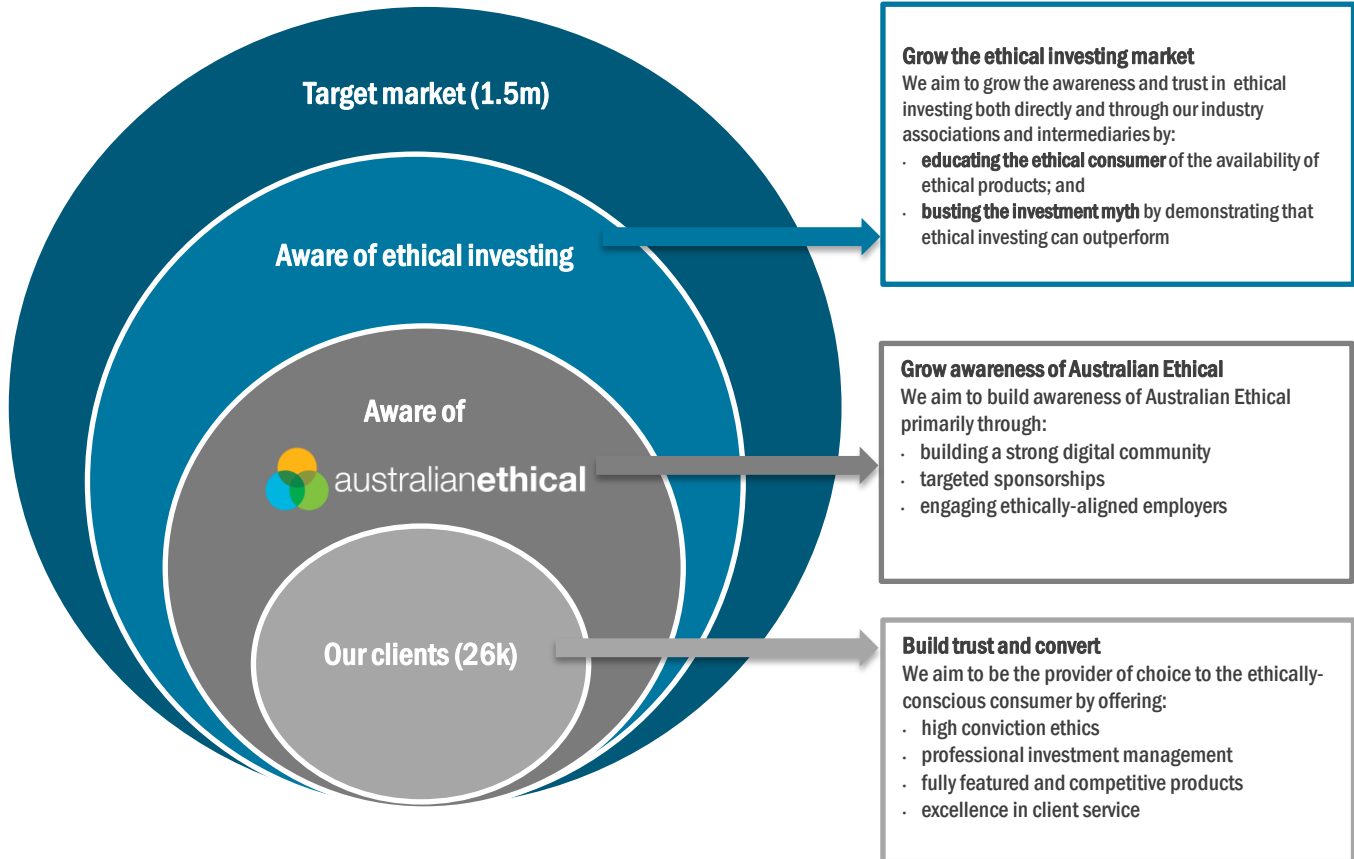 Target market (1.5m)
Aware of ethical investing
Aware of
australianethical
Our clients (26k)
Grow the ethical investing market
We aim to grow the awareness and trust in ethical
investing both directly and through our industry
associations and intermediaries by:
· educating the ethical consumer of the availability of
ethical products; and
· busting the investment myth by demonstrating that
ethical investing can outperform
Grow awareness of Australian Ethical
We aim to build awareness of Australian Ethical
primarily through:
· building a strong digital community
· targeted sponsorships
· engaging ethically-aligned employers
Build trust and convert
We aim to be the provider of choice to the ethically-
conscious consumer by offering:
· high conviction ethics
· professional investment management
· fully featured and competitive products
· excellence in client service